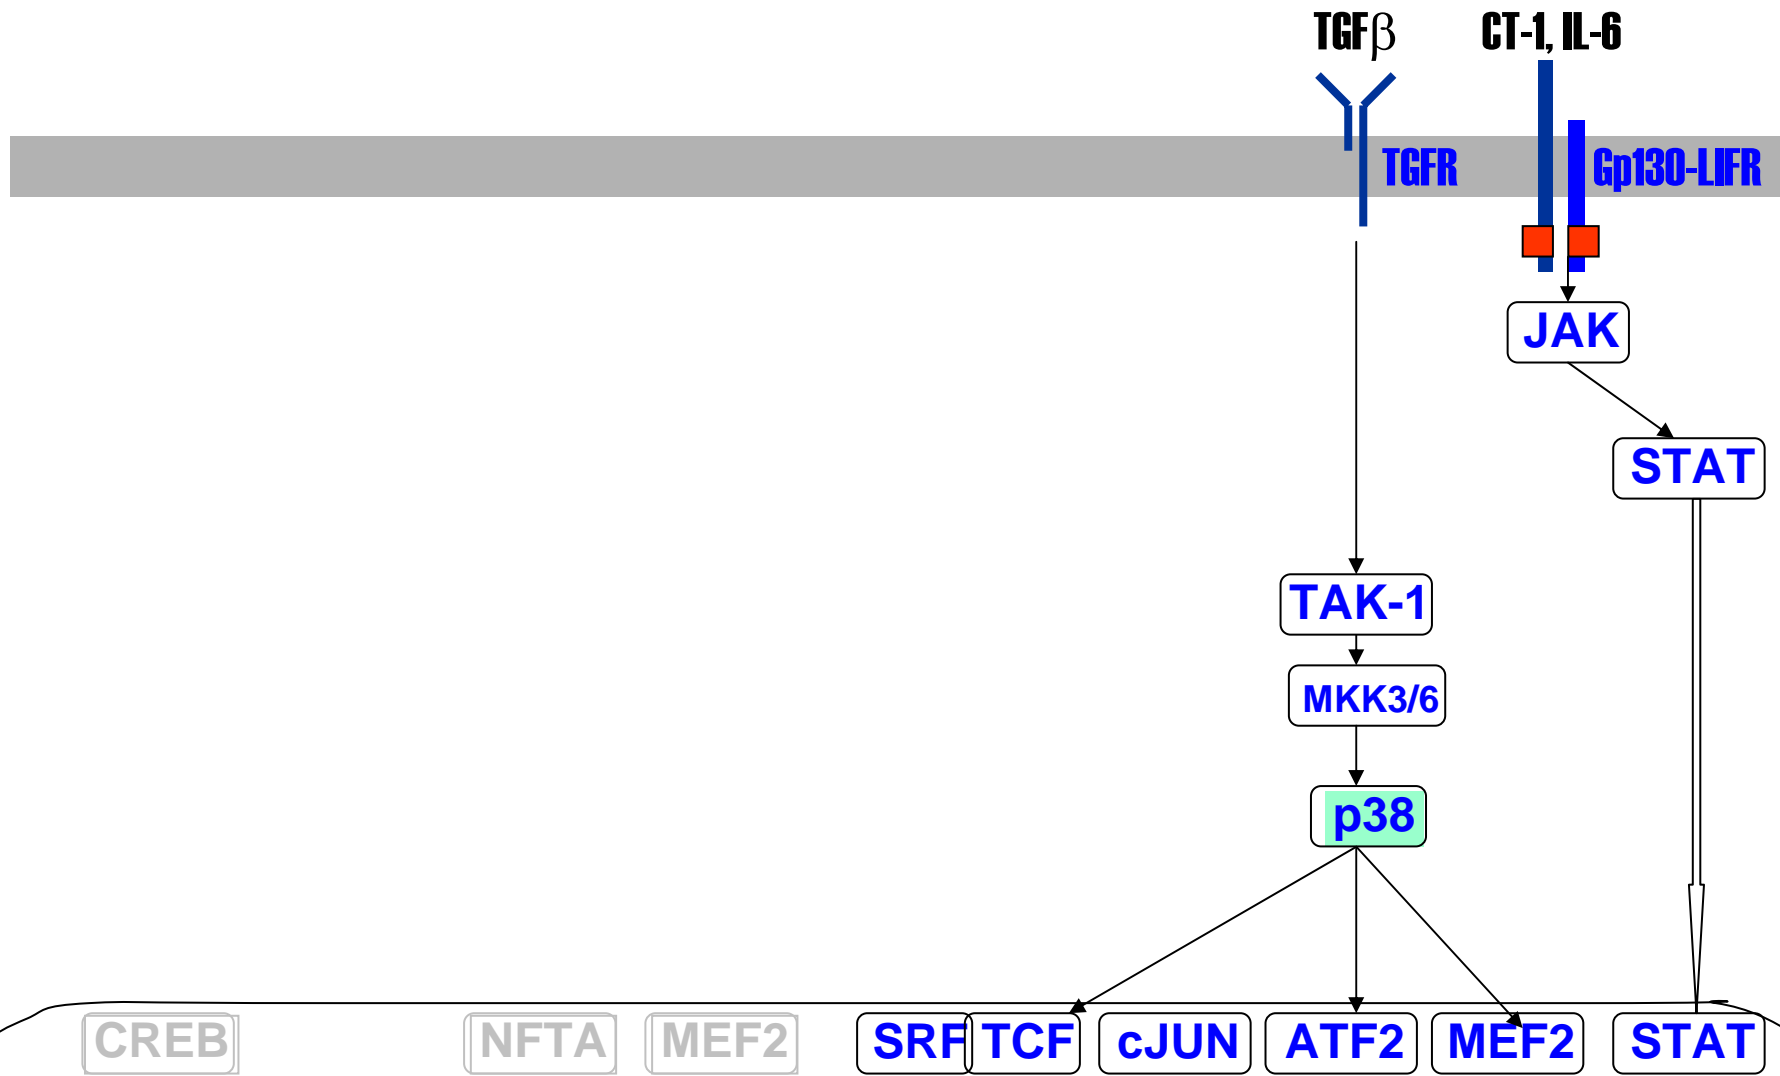 TGFβ
CT-1, IL-6
TGFR
Gp130-LIFR
JAK
STAT
TAK-1
MKK3/6
p38
CREB
NFTA
MEF2
SRF
TCF
cJUN
ATF2
MEF2
STAT